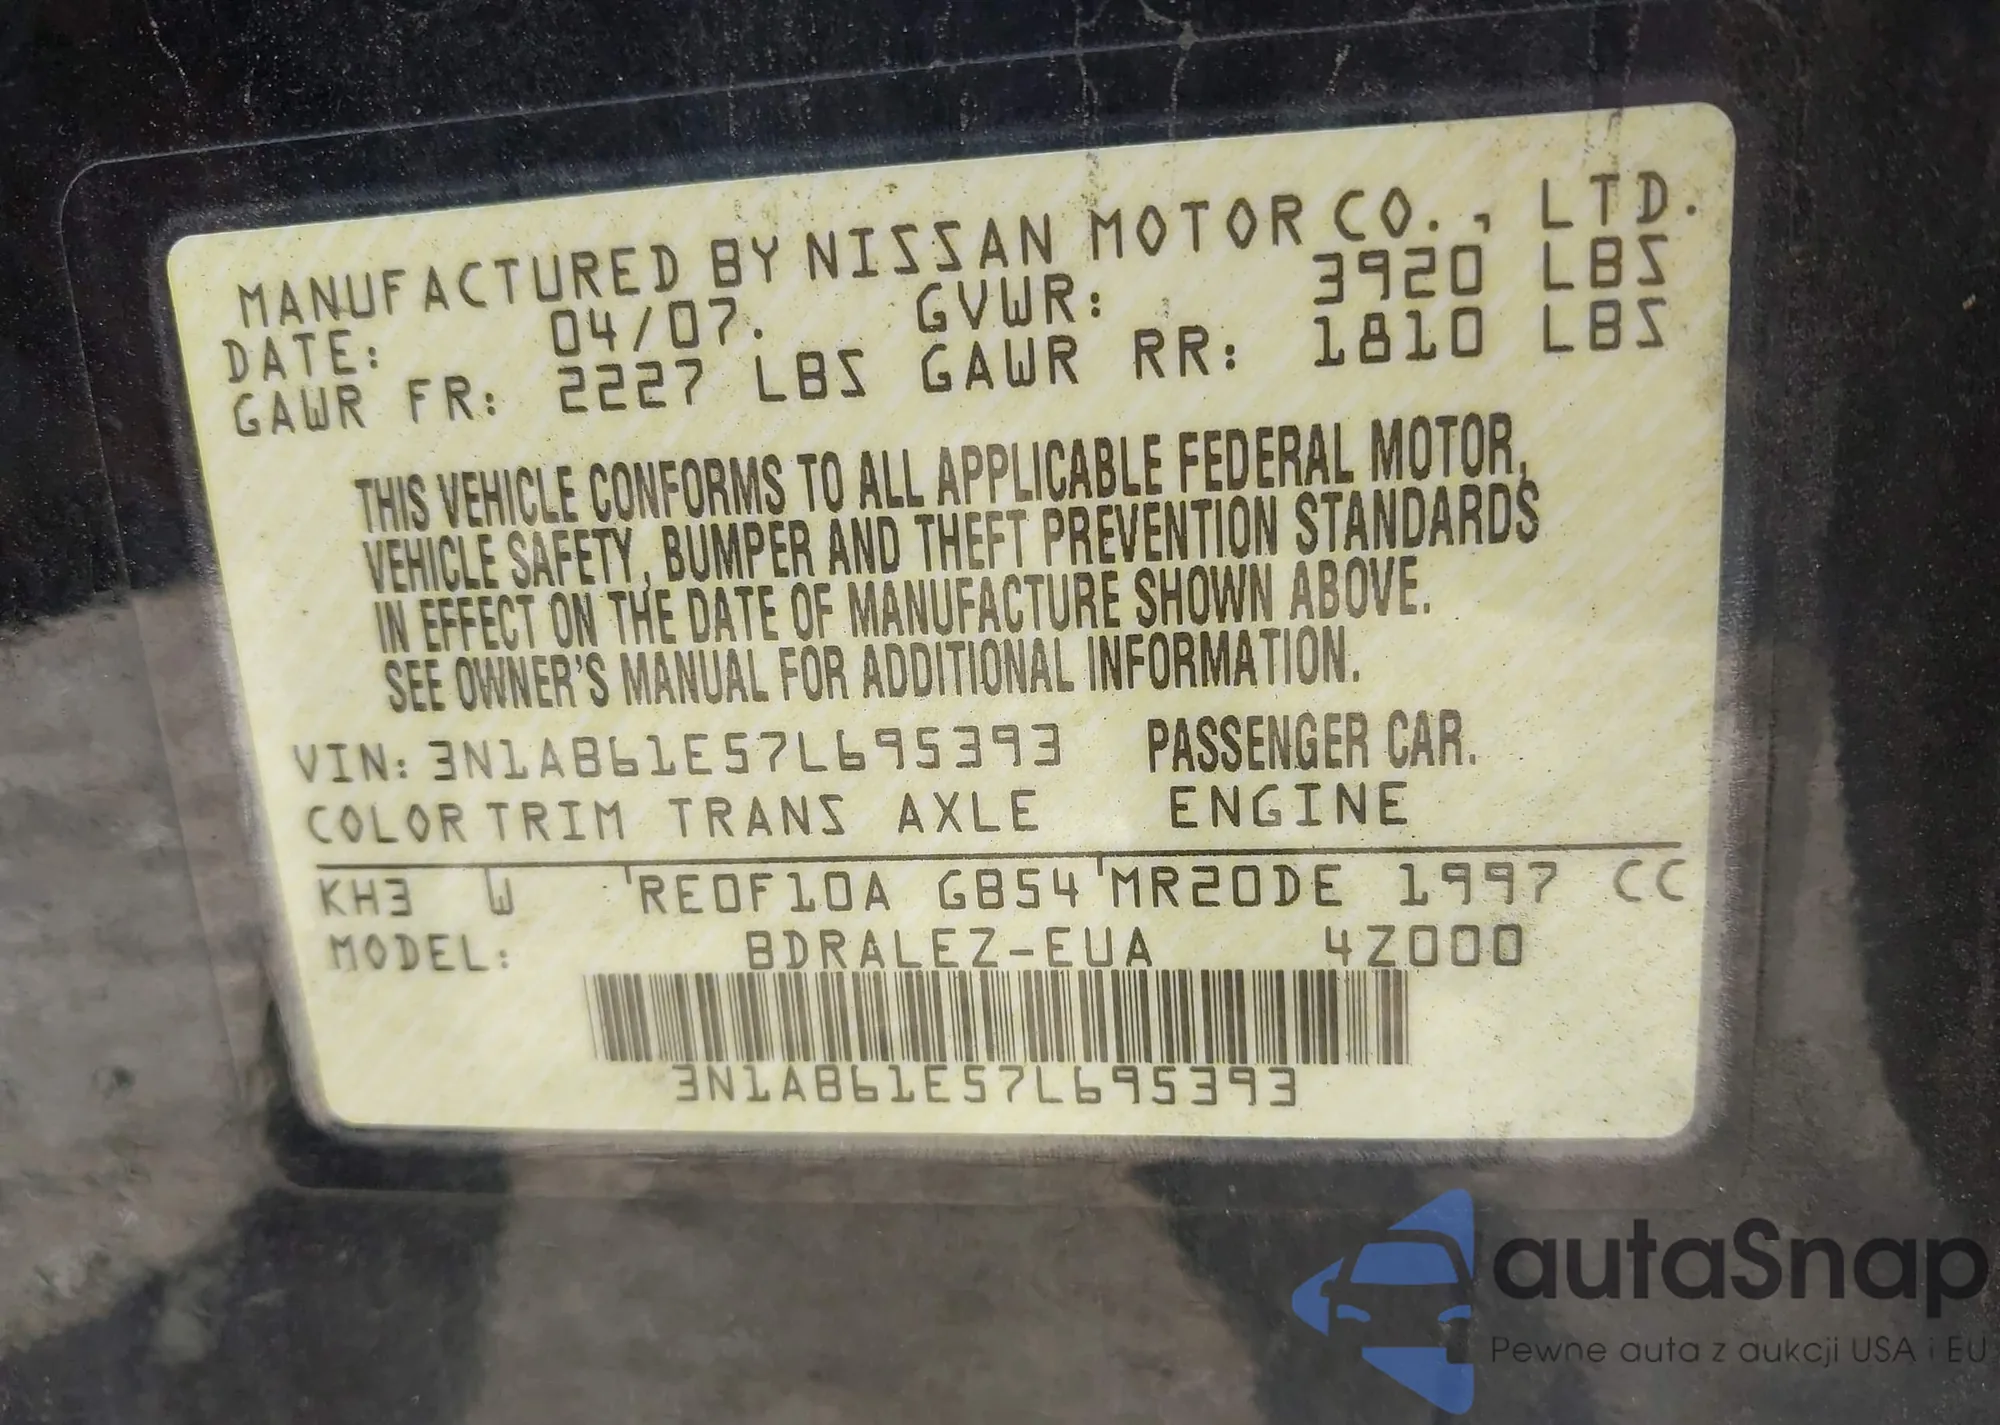 MANUFACTURED BY NISSAN MOTOR CO., LTD.
DATE: 04/07. GVWR: 3920 LBS
GAWR FR: 2227 LBS GAWR RR: 1810 LBS
THIS VEHICLE CONFORMS TO ALL APPLICABLE FEDERAL MOTOR,
VEHICLE SAFETY, BUMPER AND THEFT PREVENTION STANDARDS
IN EFFECT ON THE DATE OF MANUFACTURE SHOWN ABOVE.
SEE OWNER'S MANUAL FOR ADDITIONAL INFORMATION.
VIN: 3N1AB61E57L695393 PASSENGER CAR.
COLOR TRIM TRANS AXLE ENGINE
KH3 W RE0F10A GB54 MR20DE 1997 CC
MODEL: BDRALEZ-EUA 4Z000
3N1AB61E57L695393
autaSnap
Pewne auta z aukcji USA i EU